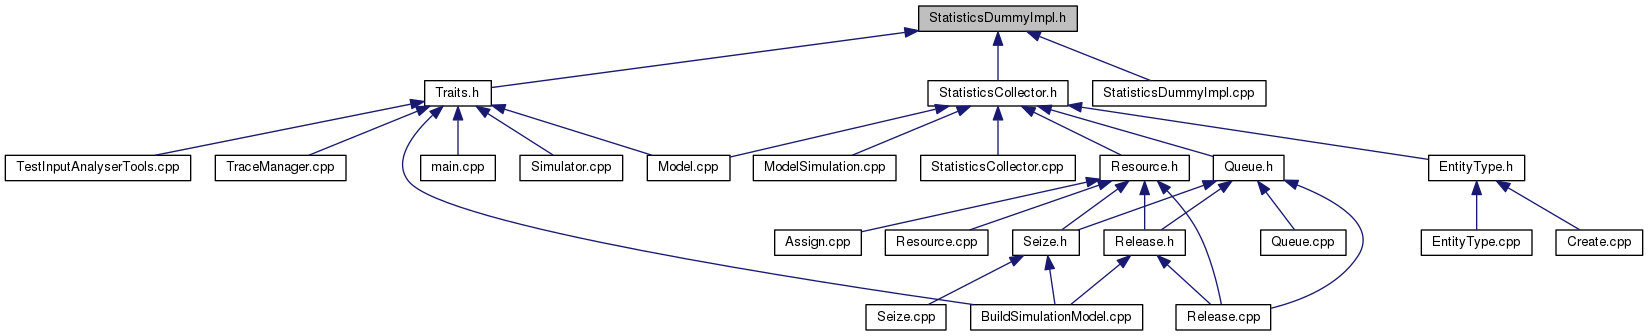 StatisticsDummyImpl.h
Traits.h
StatisticsCollector.h
StatisticsDummyImpl.cpp
TestInputAnalyserTools.cpp
TraceManager.cpp
main.cpp
Simulator.cpp
Model.cpp
ModelSimulation.cpp
StatisticsCollector.cpp
Resource.h
Queue.h
EntityType.h
Assign.cpp
Resource.cpp
Seize.h
Release.h
Queue.cpp
EntityType.cpp
Create.cpp
Seize.cpp
BuildSimulationModel.cpp
Release.cpp